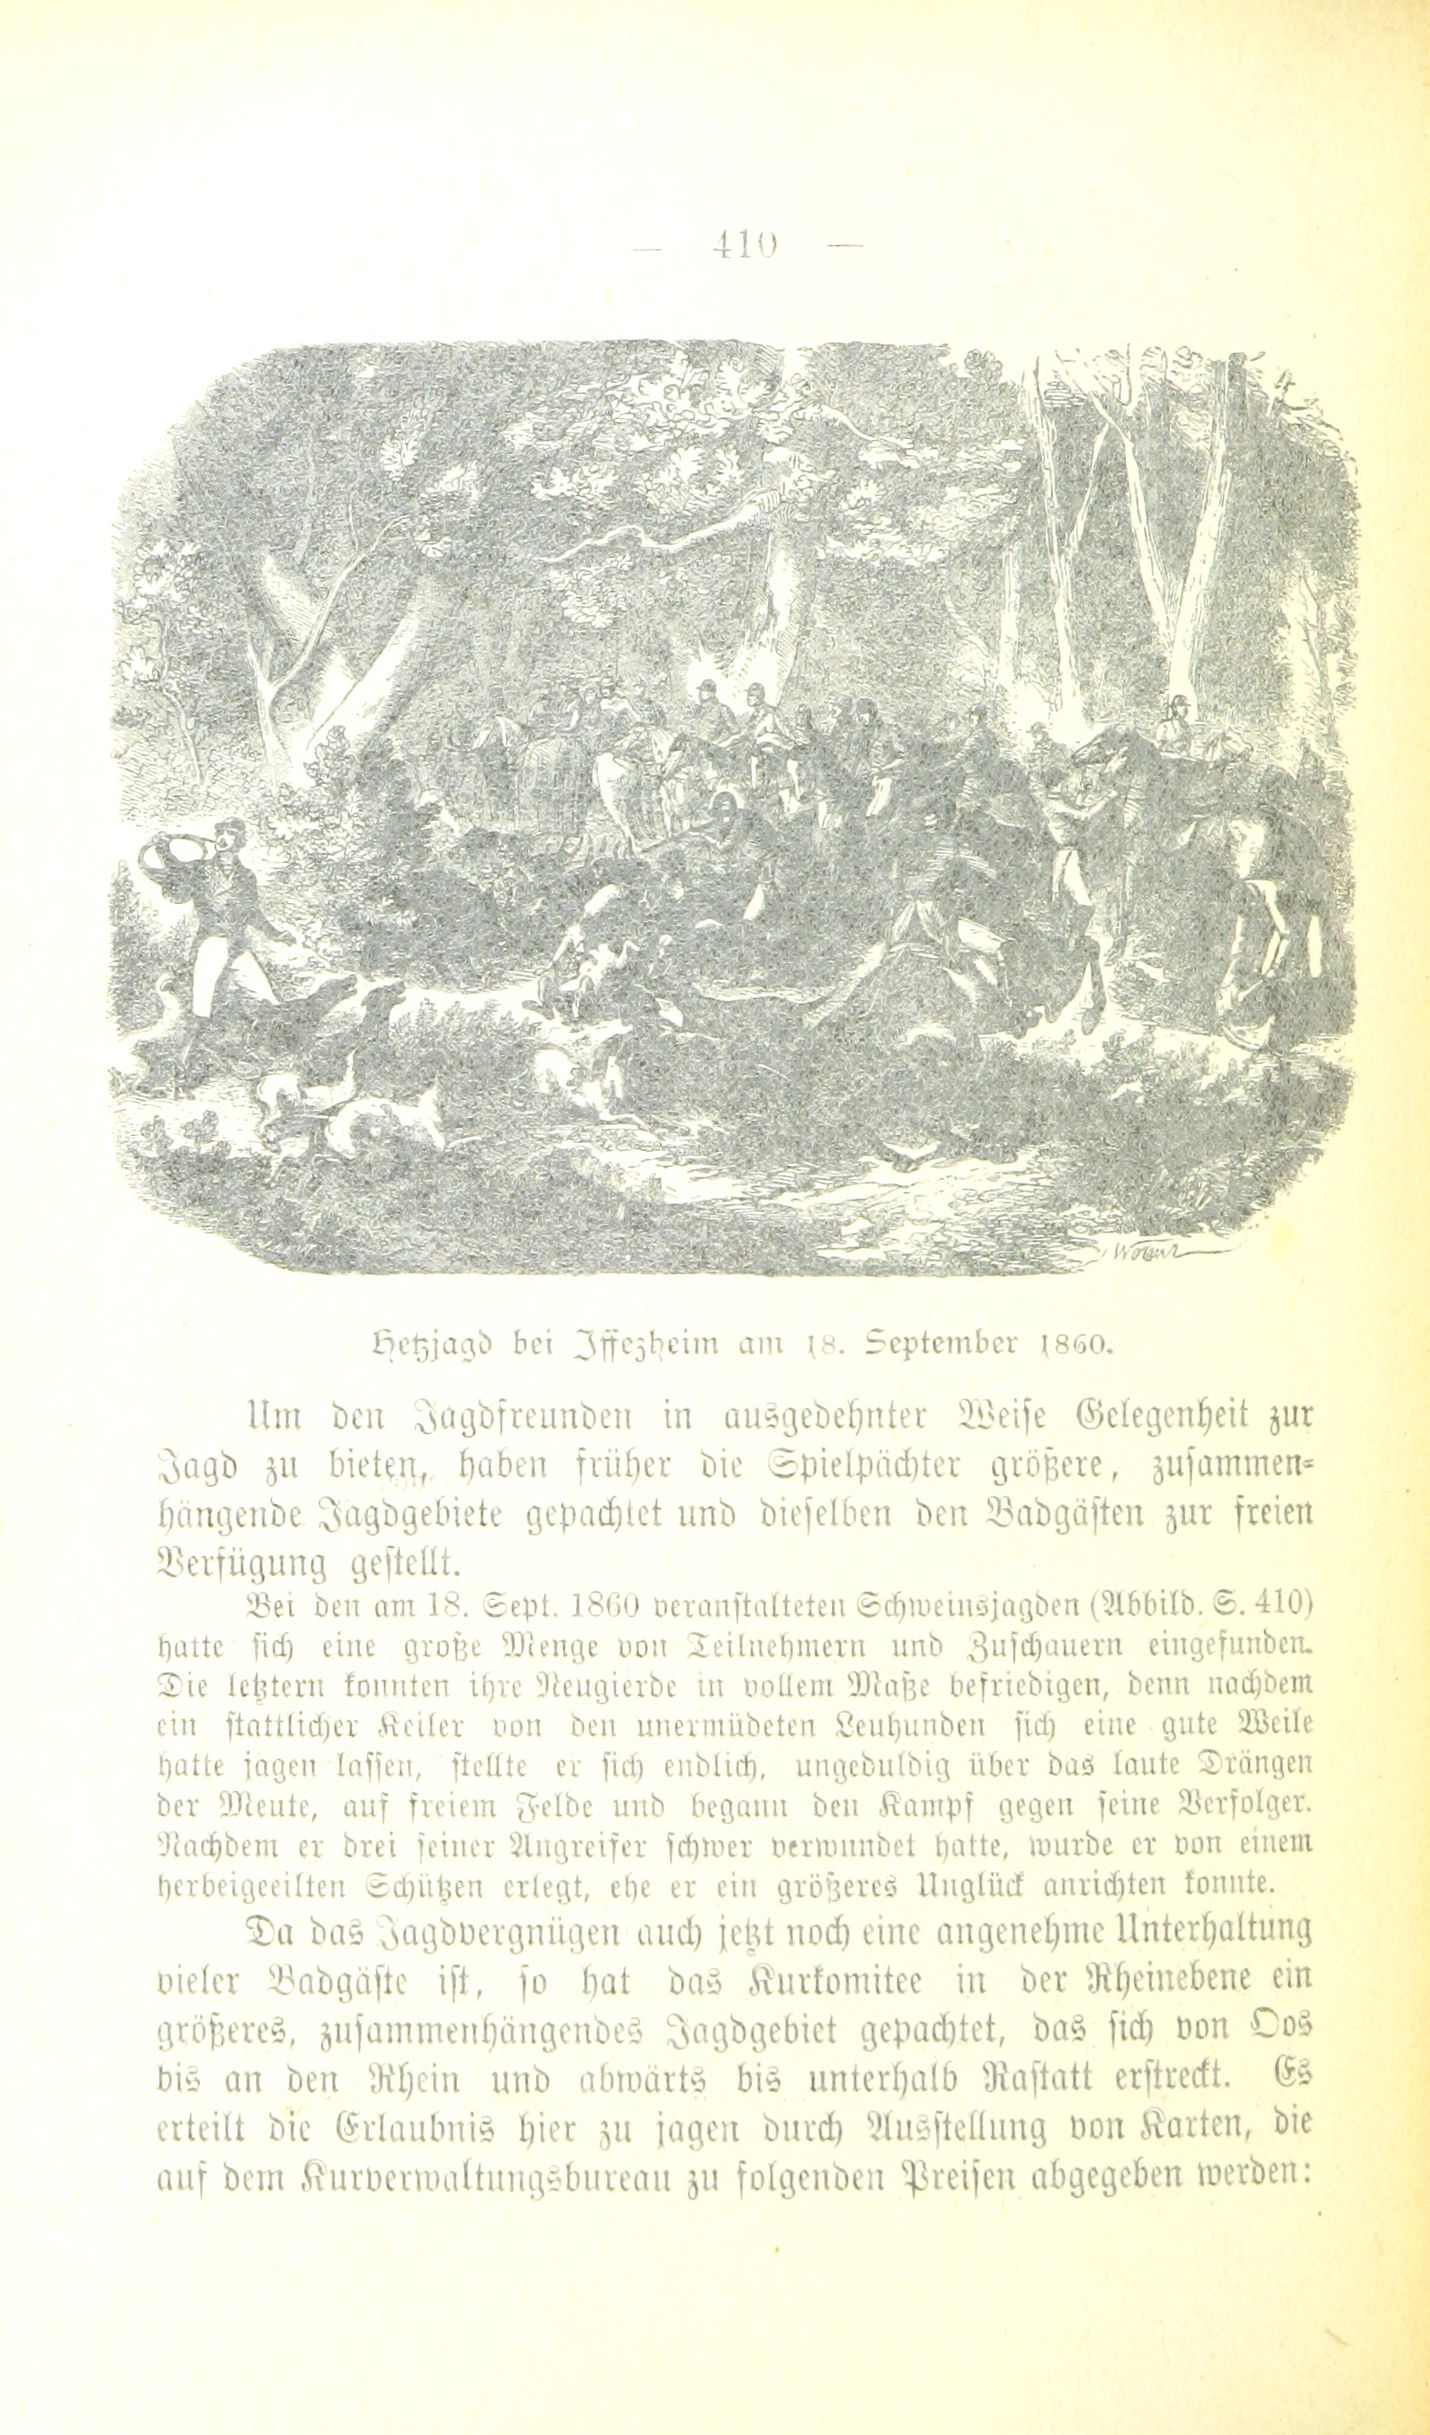 — 410 —
Hetzjagd bei Iffezheim am 18. September 1860.
Um den Jagdfreunden in ausgedehnter Weise Gelegenheit zur
Jagd zu bieten, haben früher die Spielpächter größere, zusammen-
hängende Jagdgebiete gepachtet und dieselben den Badgästen zur freien
Verfügung gestellt.
Bei den am 18. Sept. 1860 veranstalteten Schweinsjagden (Abbild. S. 410)
hatte sich eine große Menge von Teilnehmern und Zuschauern eingefunden.
Die letztern konnten ihre Neugierde in vollem Maße befriedigen, denn nachdem
ein stattlicher Keiler von den unermüdeten Leuhunden sich eine gute Weile
hatte jagen lassen, stellte er sich endlich, ungeduldig über das laute Drängen
der Meute, auf freiem Felde und begann den Kampf gegen seine Verfolger.
Nachdem er drei seiner Angreifer schwer verwundet hatte, wurde er von einem
herbeigeeilten Schützen erlegt, ehe er ein größeres Unglück anrichten konnte.
Da das Jagdvergnügen auch jetzt noch eine angenehme Unterhaltung
vieler Badgäste ist, so hat das Kurkomitee in der Rheinebene ein
größeres, zusammenhängendes Jagdgebiet gepachtet, das sich von Oos
bis an den Rhein und abwärts bis unterhalb Rastatt erstreckt. Es
erteilt die Erlaubnis hier zu jagen durch Ausstellung von Karten, die
auf dem Kurverwaltungsbureau zu folgenden Preisen abgegeben werden: